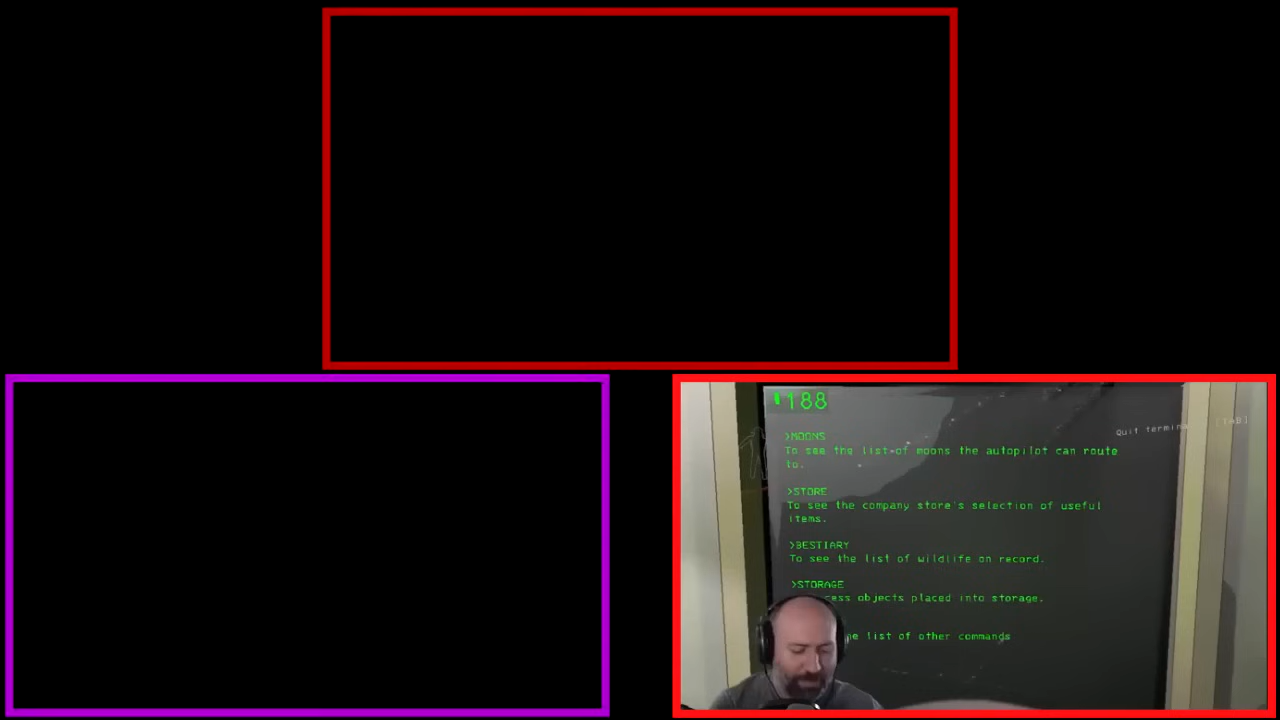 188
Quit termina [LMB]
>MOONS
To see the list of moons the autopilot can route
to.
>STORE
To see the company store's selection of useful
items.
>BESTIARY
To see the list of wildlife on record.
>STORAGE
objects placed into storage.
list of other commands